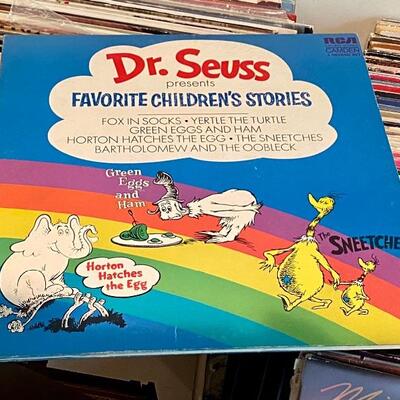 RCA
CAMDEN
Dr. Seuss
presents
FAVORITE CHILDREN'S STORIES
FOX IN SOCKS • YERTLE THE TURTLE
GREEN EGGS AND HAM
HORTON HATCHES THE EGG • THE SNEETCHES
BARTHOLOMEW AND THE OOBLECK
Green
Eggs
and
Ham
The
SNEETCHE
Horton
Hatches
the Egg